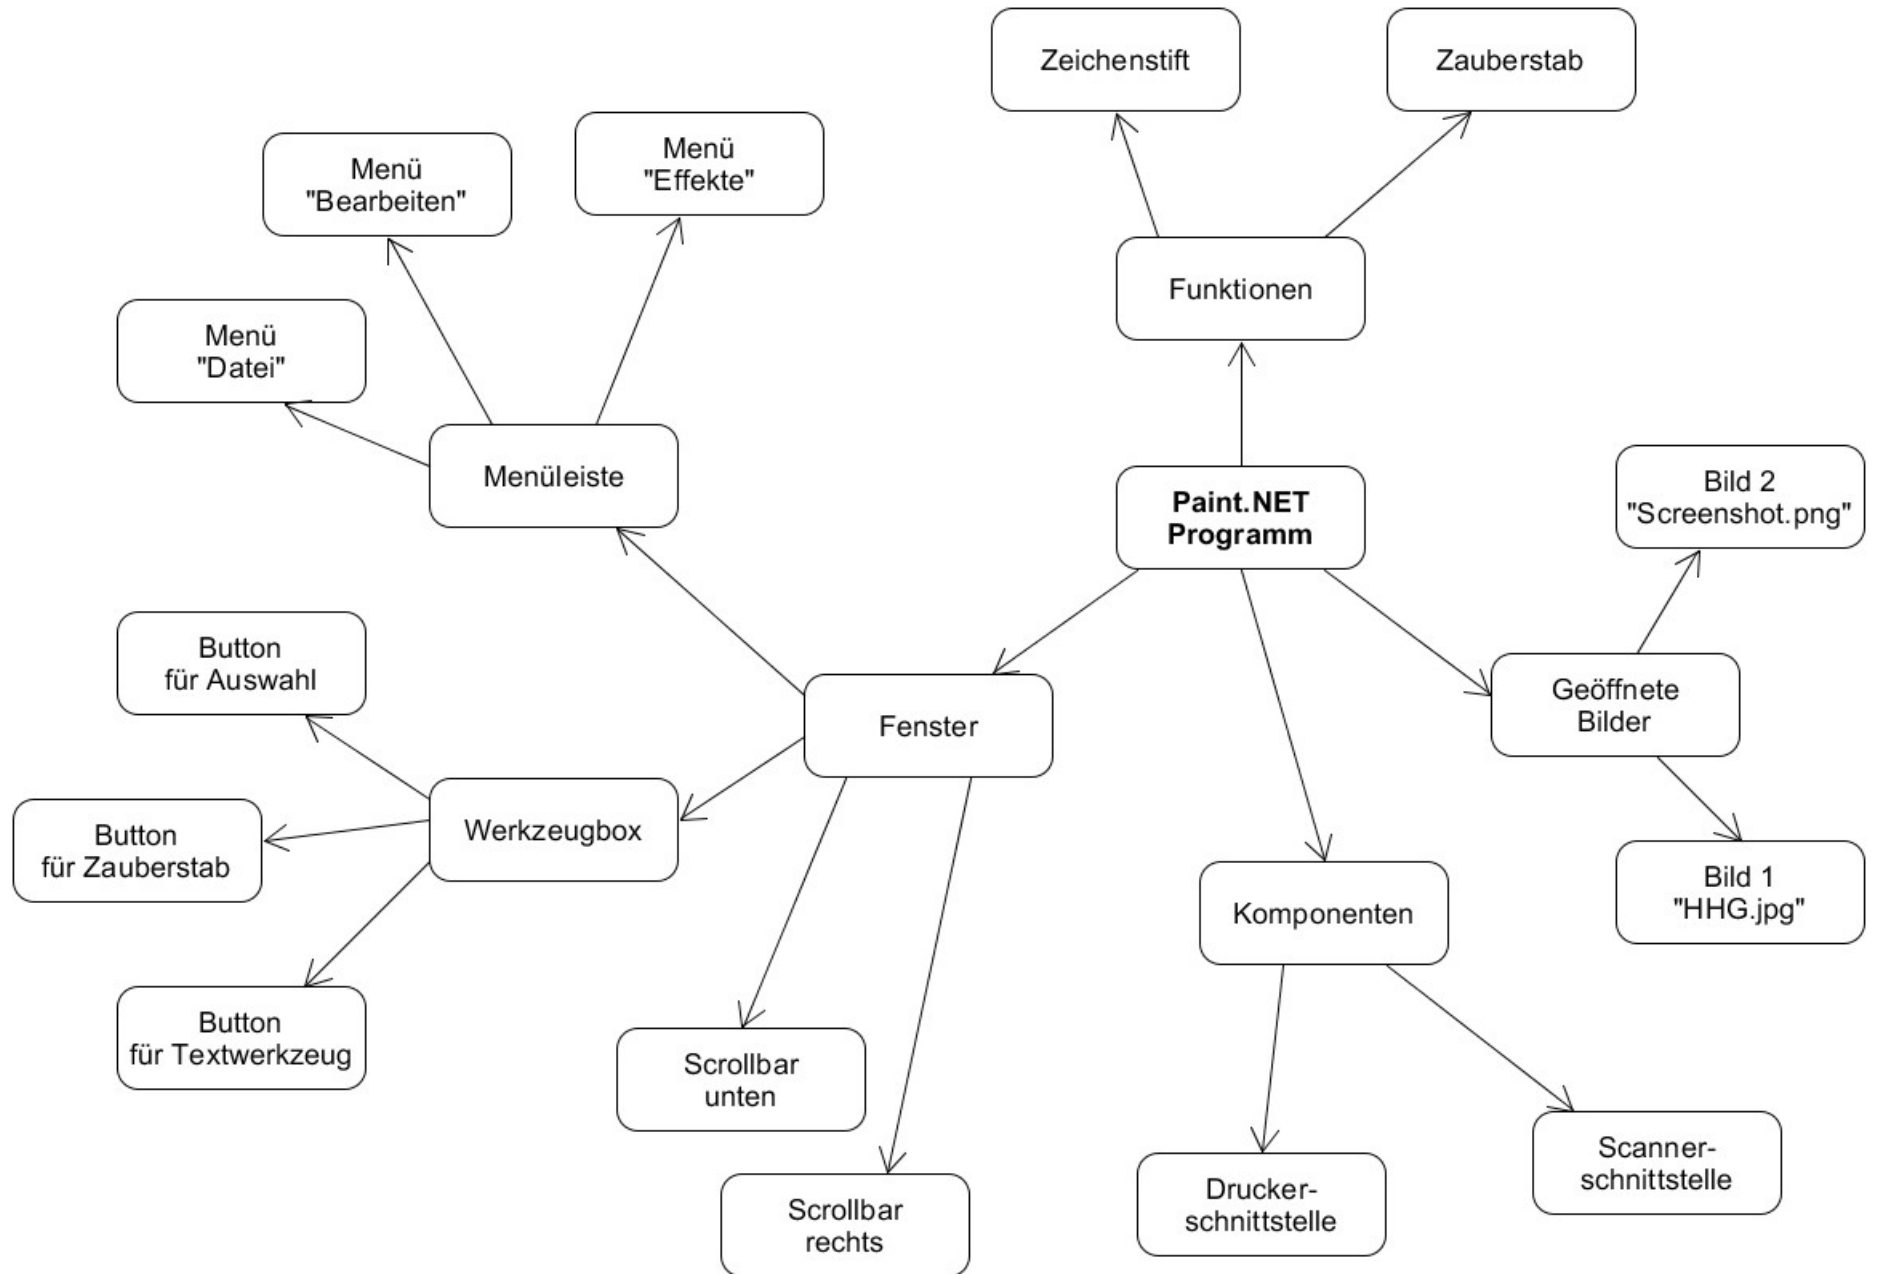 Zeichenstift
Zauberstab
Menü
"Effekte"
Menü
"Bearbeiten"
Funktionen
Menü
"Datei"
Menüleiste
Paint.NET
Programm
Bild 2
"Screenshot.png"
Button
für Auswahl
Geöffnete
Bilder
Fenster
Werkzeugbox
Button
für Zauberstab
Bild 1
"HHG.jpg"
Komponenten
Button
für Textwerkzeug
Scrollbar
unten
Scanner-
schnittstelle
Drucker-
schnittstelle
Scrollbar
rechts